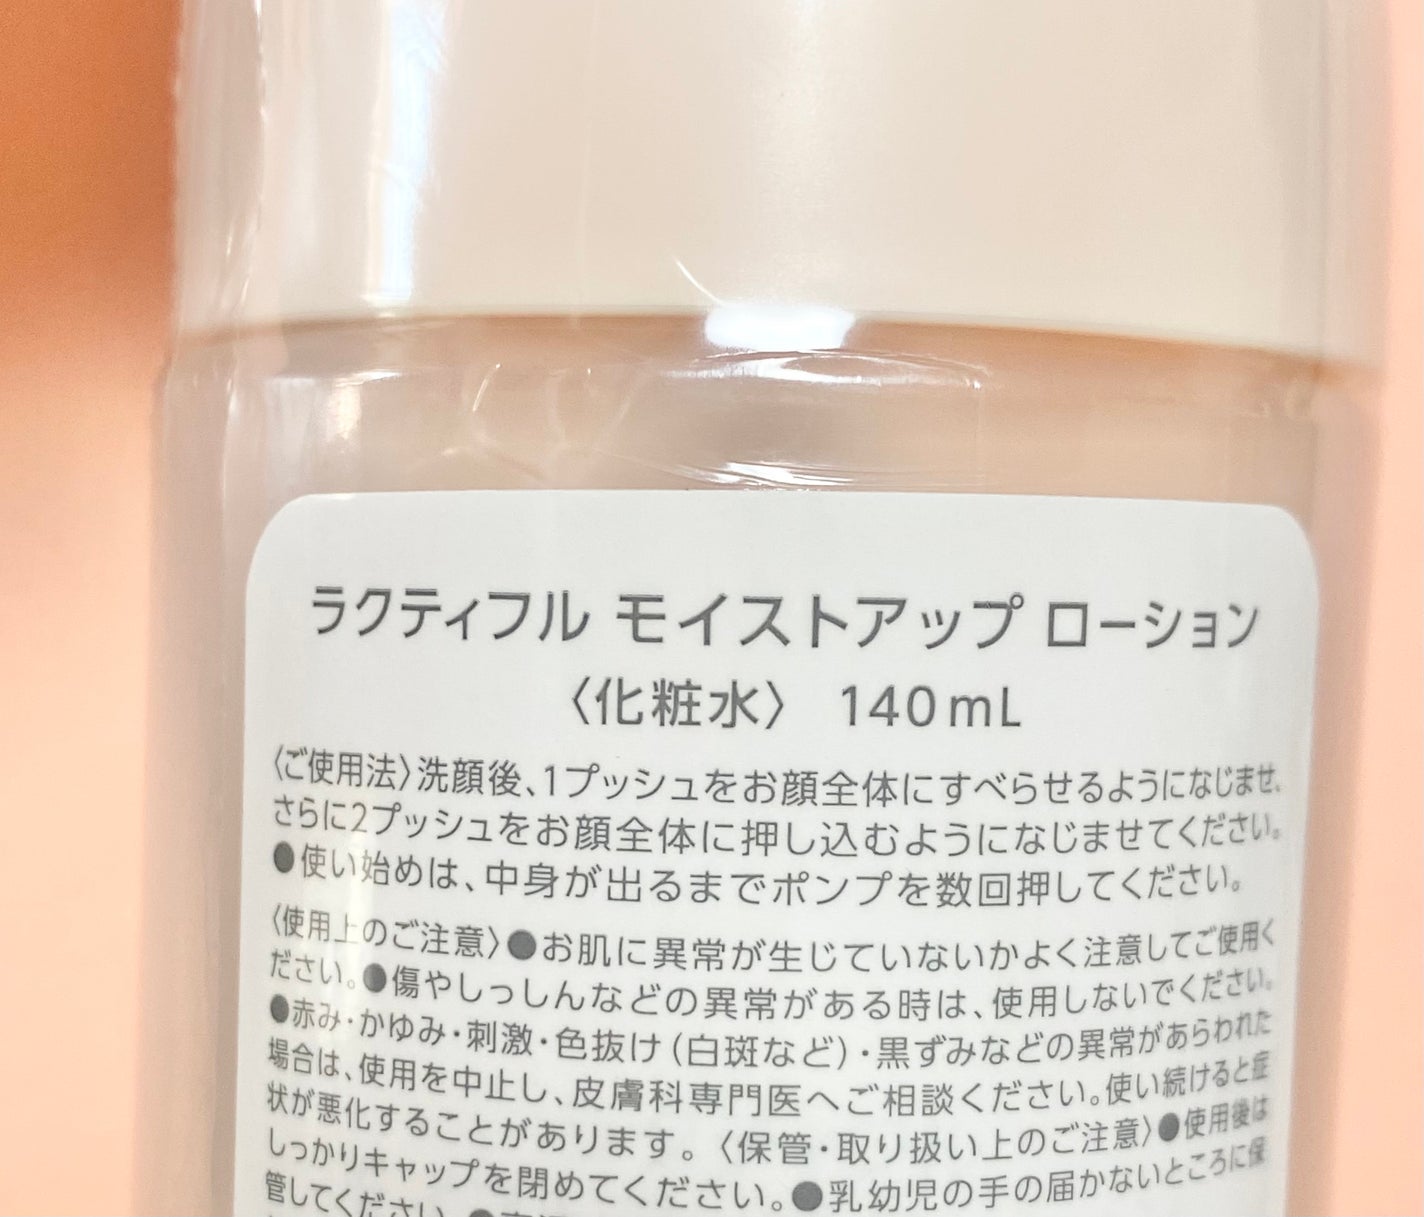 ラクティフル モイストアップ ローション
〈化粧水〉 140mL
〈ご使用法〉洗顔後、1プッシュをお顔全体にすべらせるようになじませ、
さらに2プッシュをお顔全体に押し込むようになじませてください。
●使い始めは、中身が出るまでポンプを数回押してください。
〈使用上のご注意〉●お肌に異常が生じていないかよく注意してご使用く
ださい。●傷やしっしんなどの異常がある時は、使用しないでください。
●赤み・かゆみ・刺激・色抜け(白斑など)・黒ずみなどの異常があらわれた
場合は、使用を中止し、皮膚科専門医へご相談ください。使い続けると症
状が悪化することがあります。〈保管・取り扱い上のご注意〉●使用後は
しっかりキャップを閉めてください。●乳幼児の手の届かないところに保
管してください。●